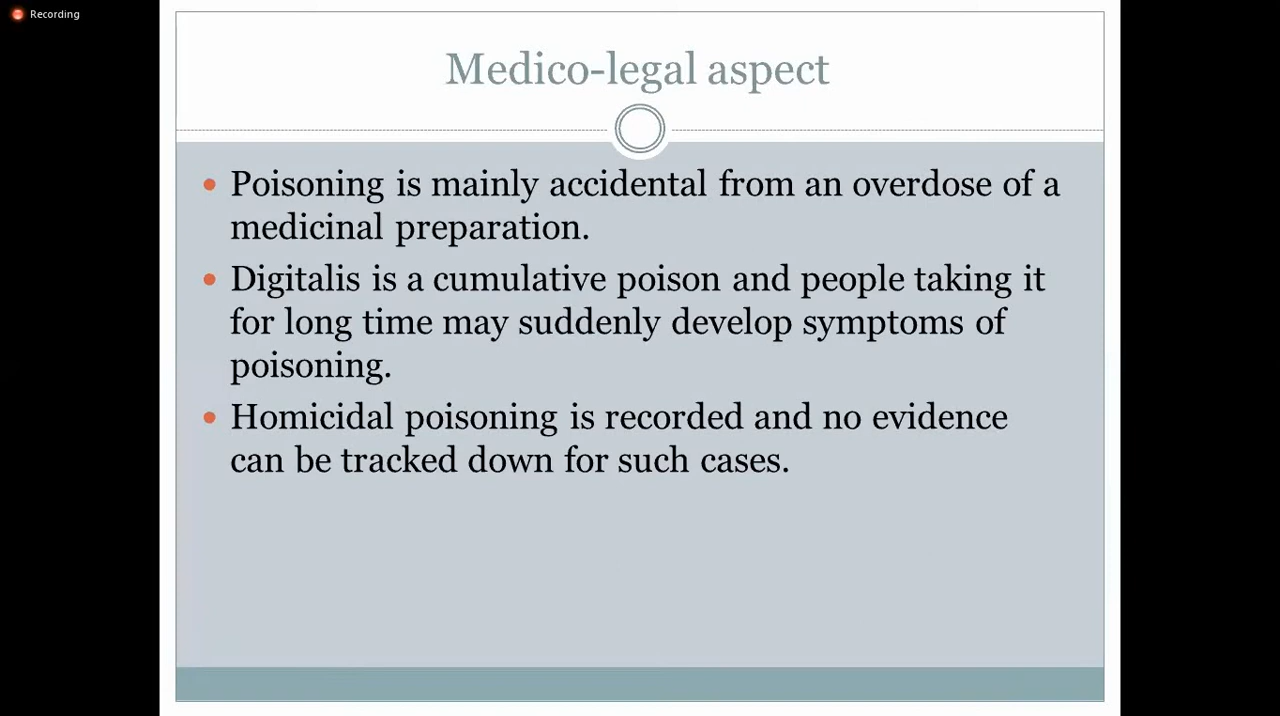 Recording
Medico-legal aspect
Poisoning is mainly accidental from an overdose of a
medicinal preparation.
Digitalis is a cumulative poison and people taking it
for long time may suddenly develop symptoms of
poisoning.
Homicidal poisoning is recorded and no evidence
can be tracked down for such cases.